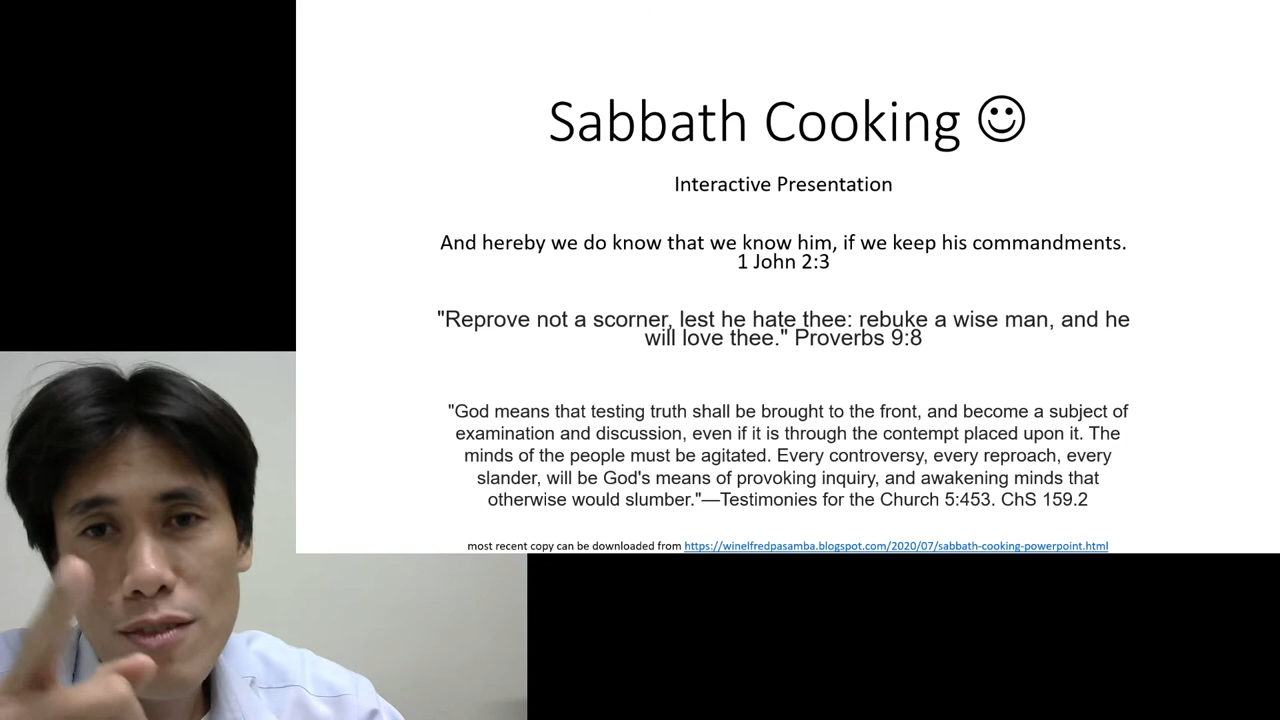 Sabbath Cooking ☺
Interactive Presentation
And hereby we do know that we know him, if we keep his commandments.
1 John 2:3
"Reprove not a scorner, lest he hate thee: rebuke a wise man, and he
will love thee." Proverbs 9:8
"God means that testing truth shall be brought to the front, and become a subject of
examination and discussion, even if it is through the contempt placed upon it. The
minds of the people must be agitated. Every controversy, every reproach, every
slander, will be God's means of provoking inquiry, and awakening minds that
otherwise would slumber."—Testimonies for the Church 5:453. ChS 159.2
most recent copy can be downloaded from https://winelfredpasamba.blogspot.com/2020/07/sabbath-cooking-powerpoint.html